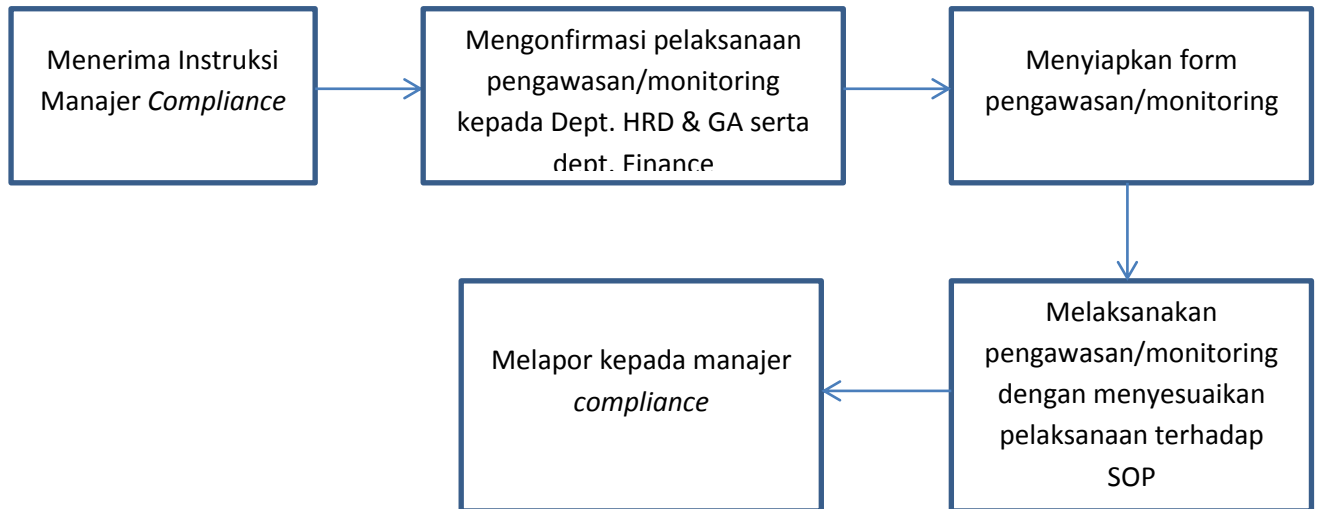 Menerima Instruksi
Manajer Compliance
Mengonfirmasi pelaksanaan
pengawasan/monitoring
kepada Dept. HRD & GA serta
dept. Finance
Menyiapkan form
pengawasan/monitoring
Melaksanakan
pengawasan/monitoring
dengan menyesuaikan
pelaksanaan terhadap
SOP
Melapor kepada manajer
compliance